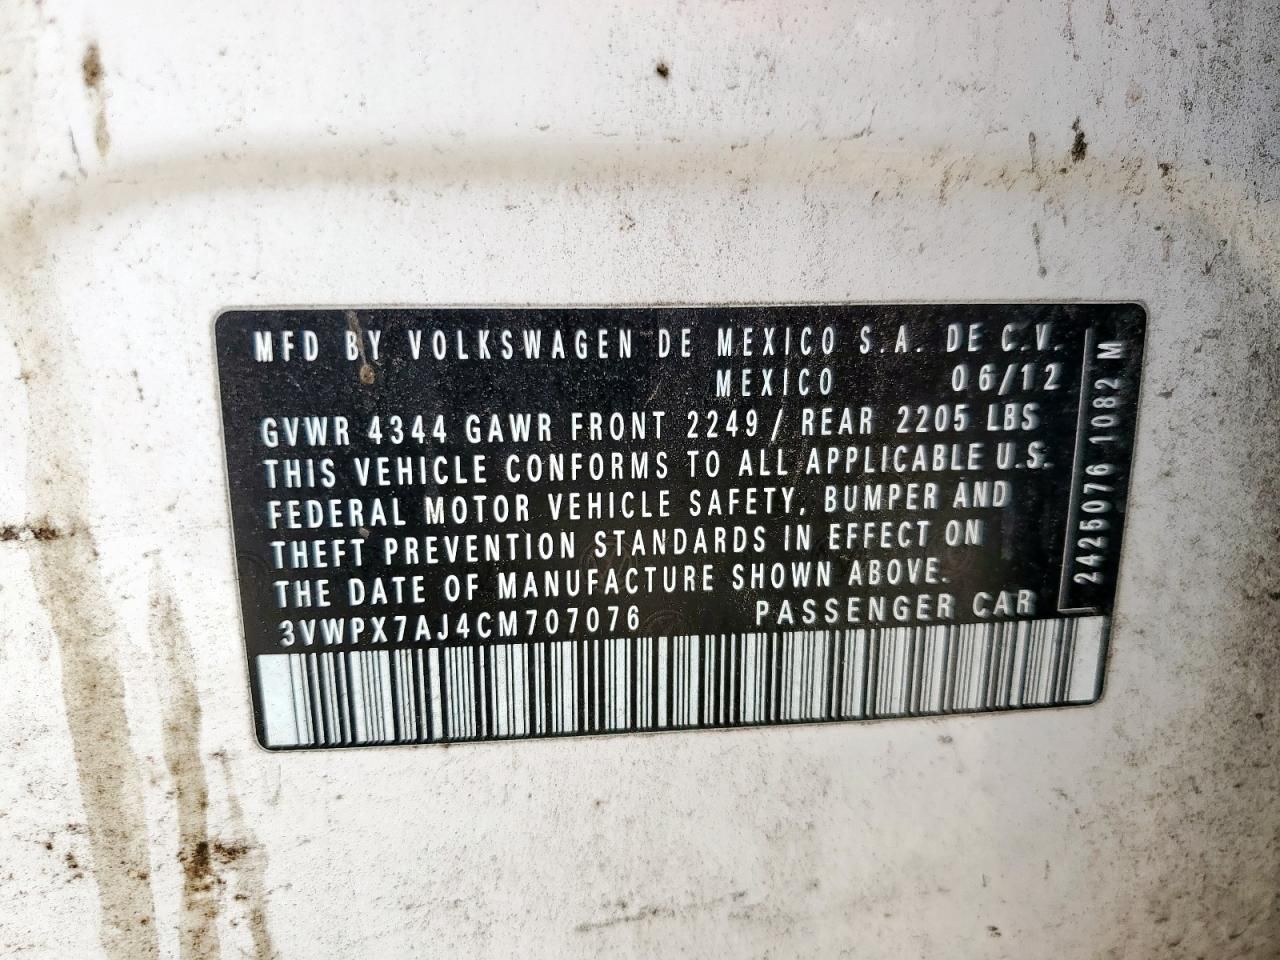 MFD BY VOLKSWAGEN DE MEXICO S.A. DE C.V.
MEXICO 06/12
GVWR 4344 GAWR FRONT 2249/ REAR 2205 LBS
THIS VEHICLE CONFORMS TO ALL APPLICABLE U.S.
FEDERAL MOTOR VEHICLE SAFETY, BUMPER AND
THEFT PREVENTION STANDARDS IN EFFECT ON
THE DATE OF MANUFACTURE SHOWN ABOVE.
3VWPX7AJ4CM707076 PASSENGER CAR
2425076 1082 M